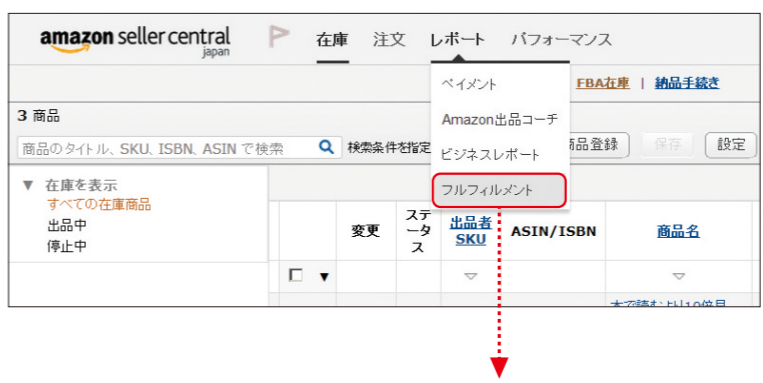 amazon seller central
japan
在庫 注文 レポート パフォーマンス
ペイメント
Amazon出品コーチ
ビジネスレポート
フルフィルメント
FBA在庫 | 納品手続き
3 商品
商品のタイトル、SKU、ISBN、ASIN で検索
検索条件を指定
品登録
保存
設定
▼ 在庫を表示
すべての在庫商品
出品中
停止中
変更
ステ
ータ
ス
出品者
SKU
ASIN/ISBN
商品名